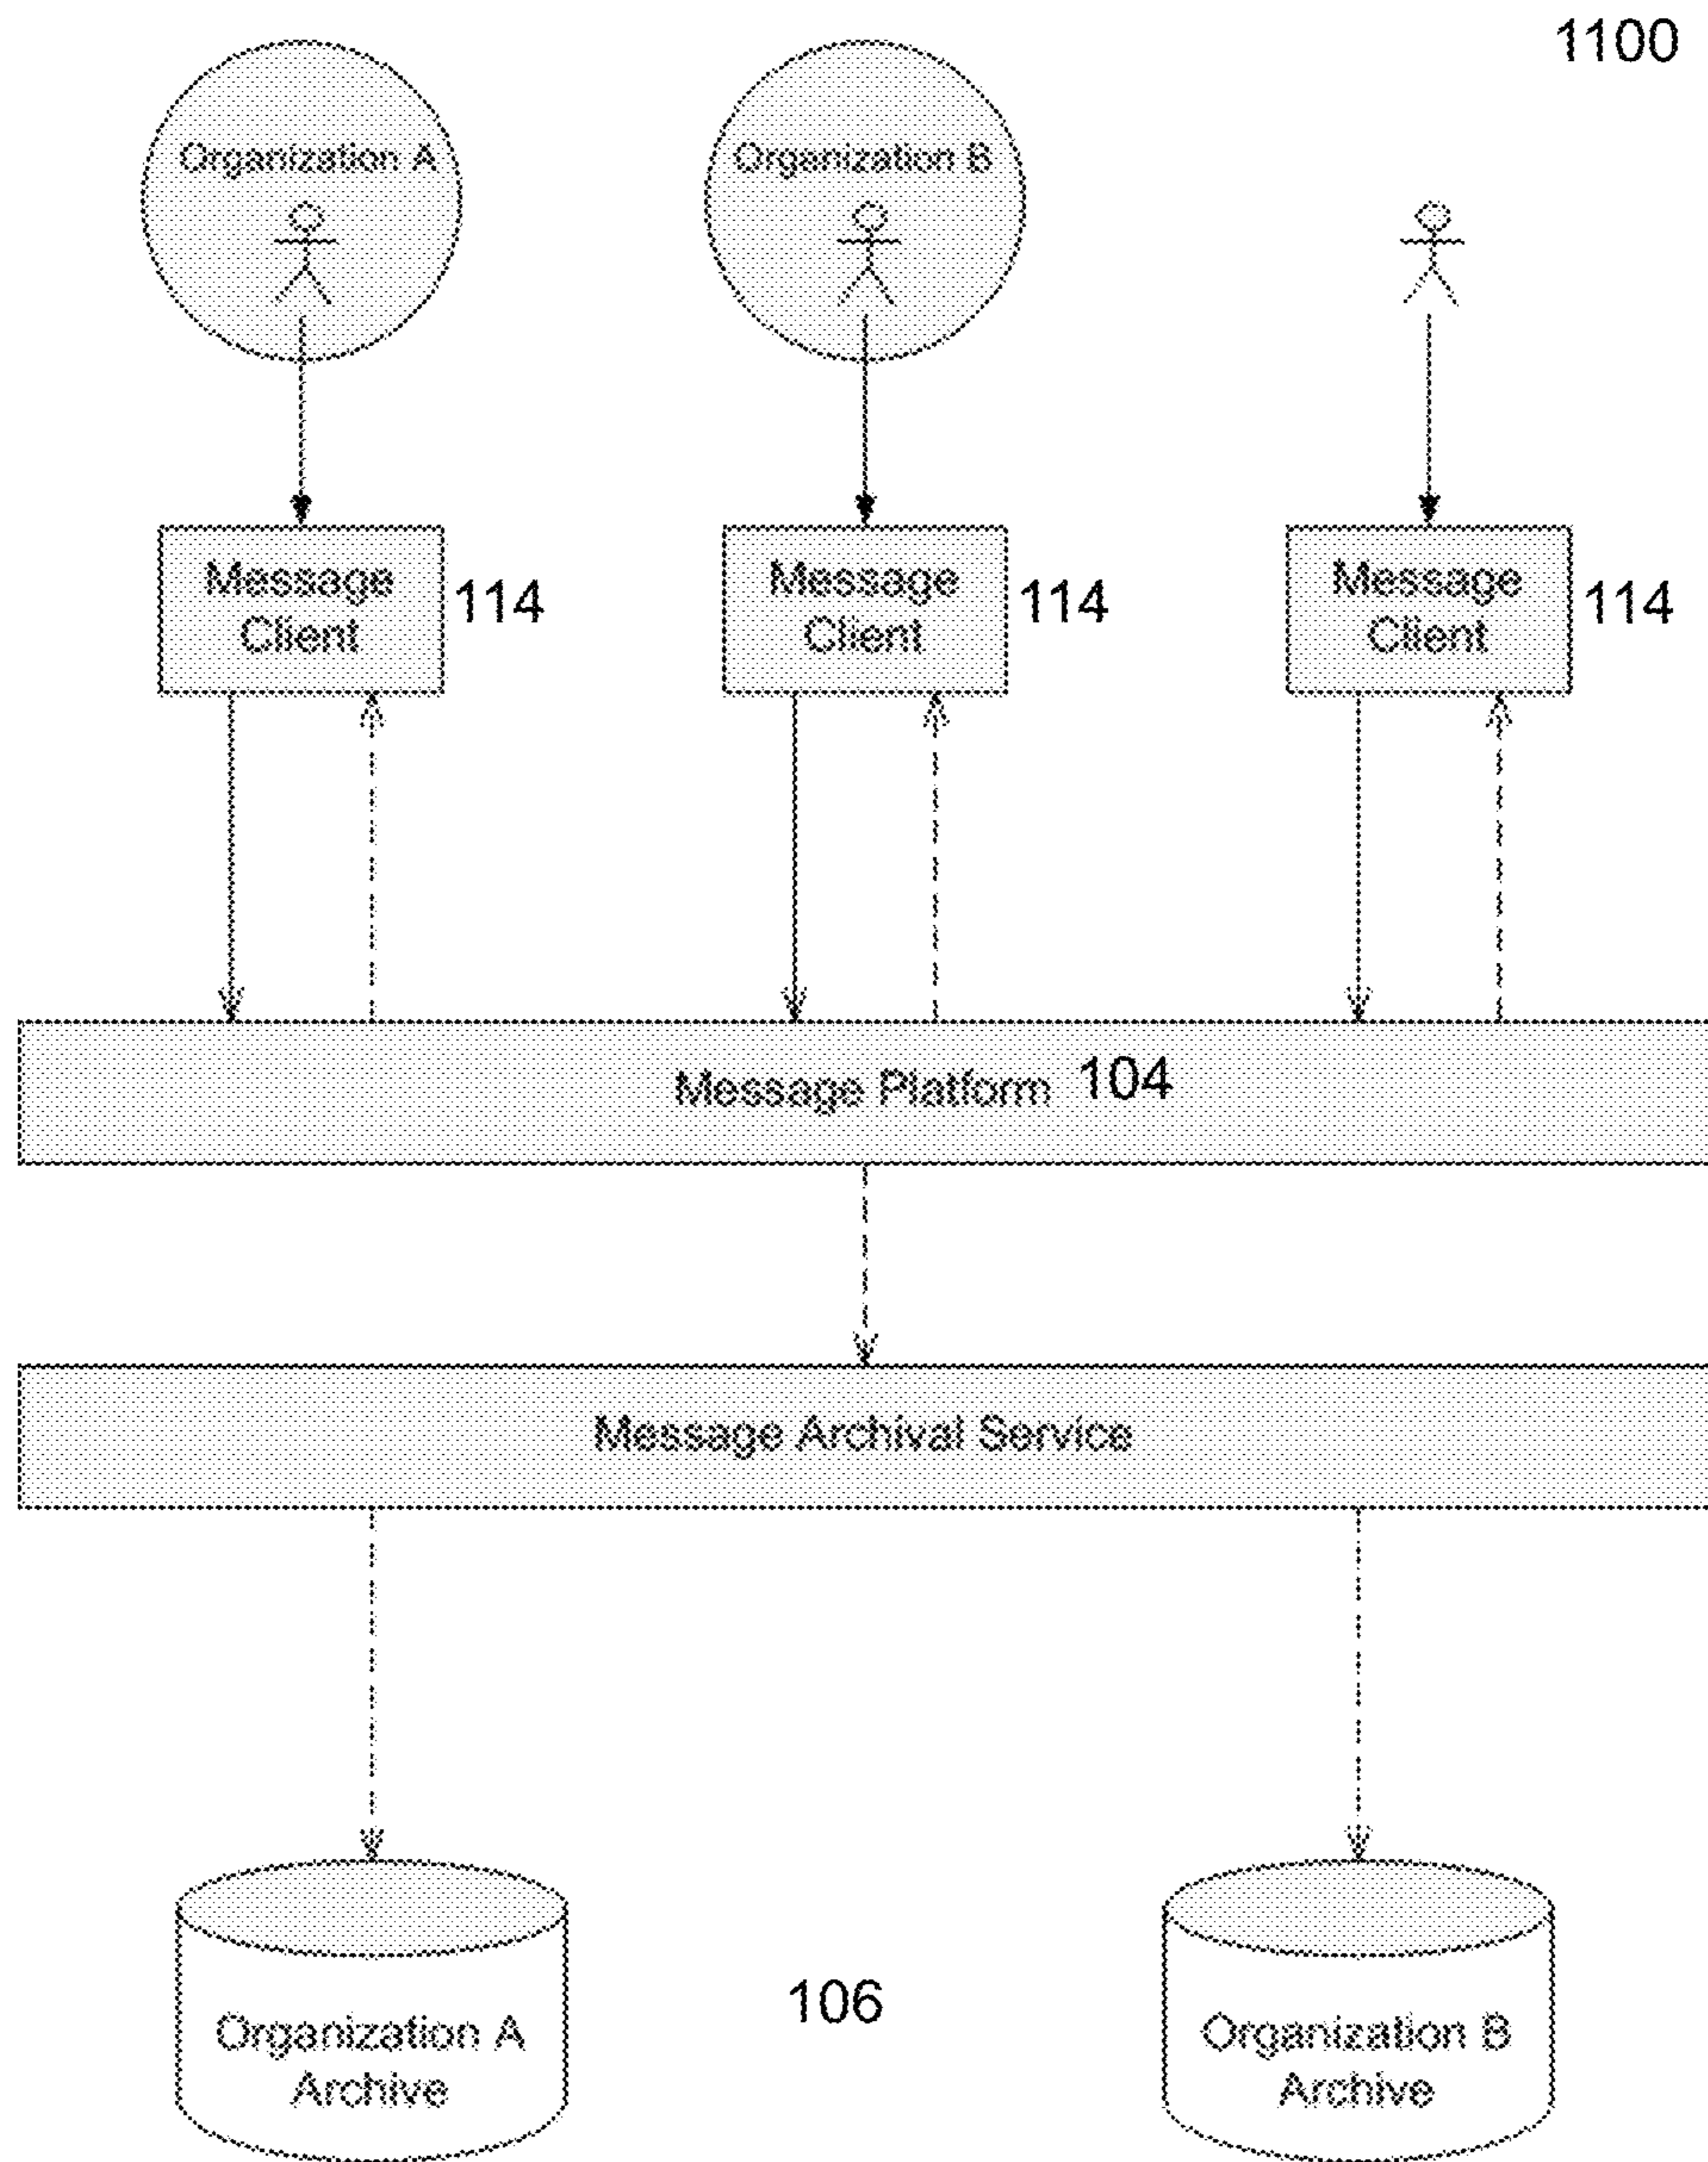 1100
Organization A
Organization B
Message
Client
114
Message
Client
114
Message
Client
114
Message Platform 104
Message Archival Service
106
Organization A
Archive
Organization B
Archive